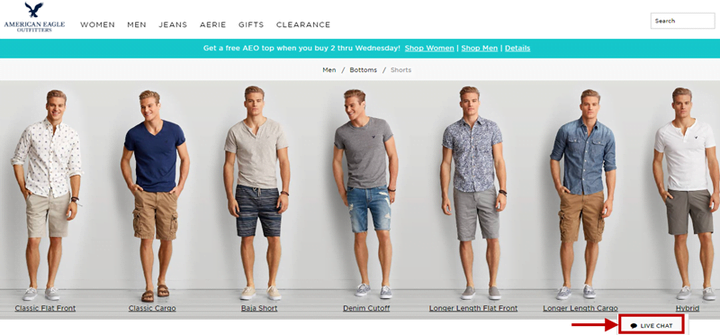 AMERICAN EAGLE
OUTFITTERS
WOMEN MEN JEANS AERIE GIFTS CLEARANCE
Search
Get a free AEO top when you buy 2 thru Wednesday! Shop Women | Shop Men | Details
Men / Bottoms / Shorts
Classic Flat Front Classic Cargo Baja Short Denim Cutoff Longer Length Flat Front Longer Length Cargo Hybrid
LIVE CHAT